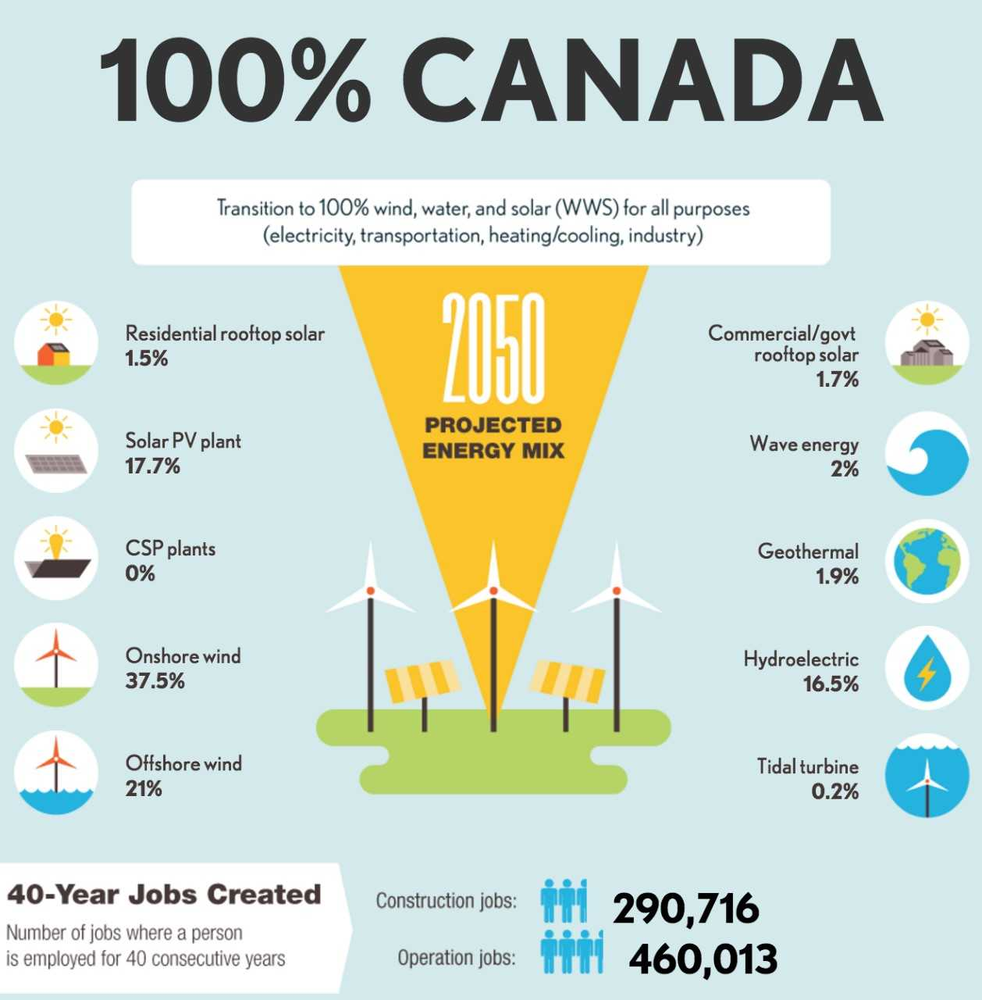 100% CANADA
Transition to 100% wind, water, and solar (WWS) for all purposes
(electricity, transportation, heating/cooling, industry)
2050
PROJECTED
ENERGY MIX
Residential rooftop solar
1.5%
Solar PV plant
17.7%
CSP plants
0%
Onshore wind
37.5%
Offshore wind
21%
Commercial/govt
rooftop solar
1.7%
Wave energy
2%
Geothermal
1.9%
Hydroelectric
16.5%
Tidal turbine
0.2%
40-Year Jobs Created
Number of jobs where a person
is employed for 40 consecutive years
Construction jobs:
290,716
Operation jobs:
460,013